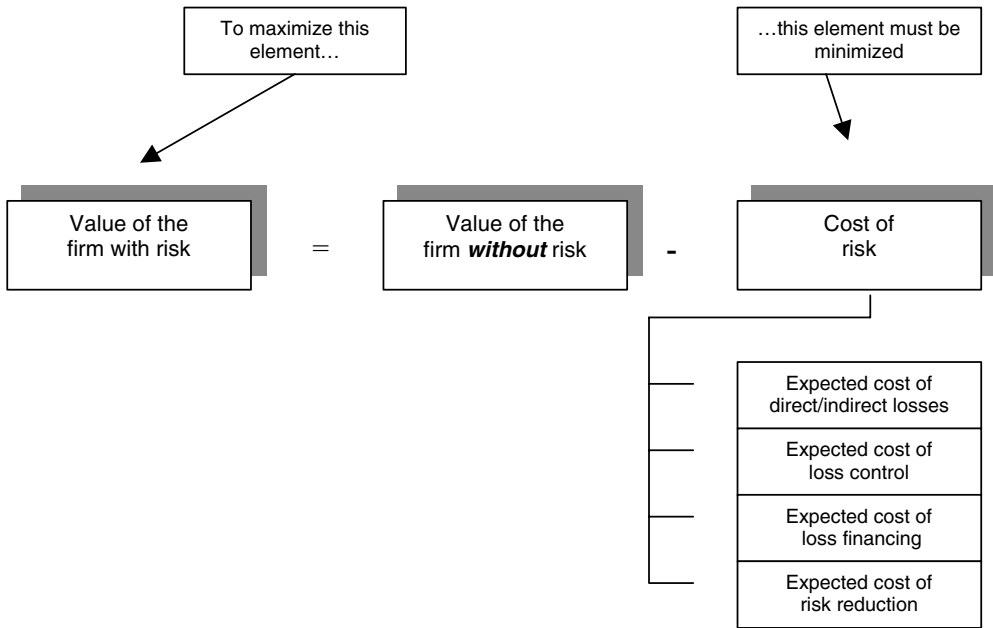 To maximize this
element…
…this element must be
minimized
Value of the
firm with risk
=
Value of the
firm without risk
-
Cost of
risk
Expected cost of
direct/indirect losses
Expected cost of
loss control
Expected cost of
loss financing
Expected cost of
risk reduction